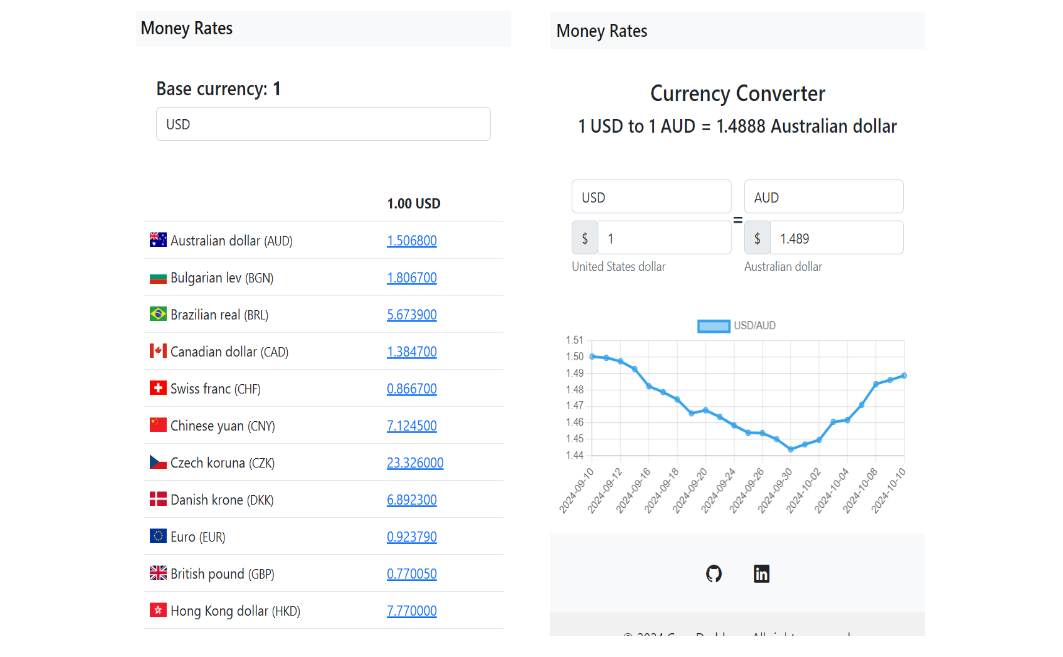 Money Rates
Base currency: 1
USD
1.00 USD
Australian dollar (AUD) 1.506800
Bulgarian lev (BGN) 1.806700
Brazilian real (BRL) 5.673900
Canadian dollar (CAD) 1.384700
Swiss franc (CHF) 0.866700
Chinese yuan (CNY) 7.124500
Czech koruna (CZK) 23.326000
Danish krone (DKK) 6.892300
Euro (EUR) 0.923790
British pound (GBP) 0.770050
Hong Kong dollar (HKD) 7.770000
Money Rates
Currency Converter
1 USD to 1 AUD = 1.4888 Australian dollar
USD AUD
=
$ 1 $ 1.489
United States dollar Australian dollar
USD/AUD
1.51
1.50
1.49
1.48
1.47
1.46
1.45
1.44
2024-09-10 2024-09-12 2024-09-16 2024-09-18 2024-09-20 2024-09-24 2024-09-26 2024-09-30 2024-10-02 2024-10-04 2024-10-08 2024-10-10
in
© 2024